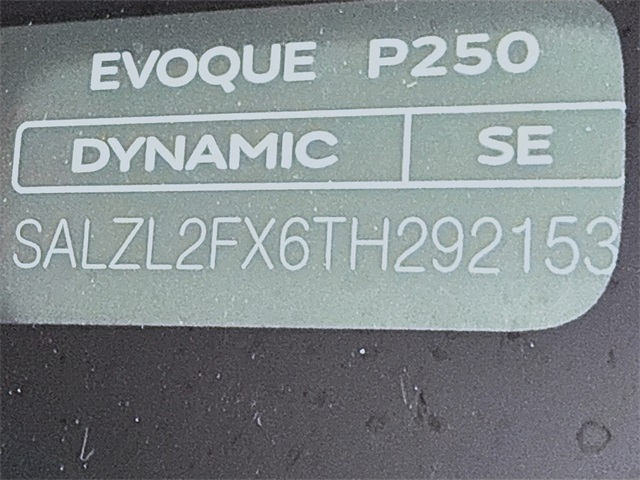 EVOQUE P250
DYNAMIC SE
SALZL2FX6TH292153